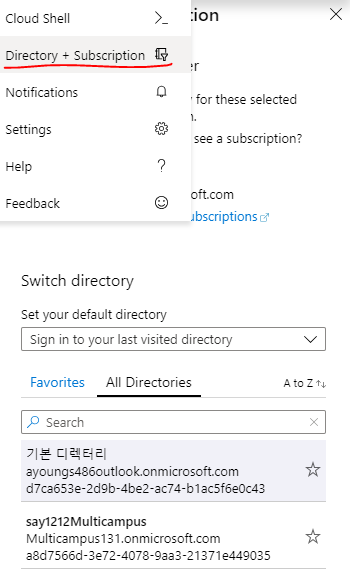 Cloud Shell
tion
Directory + Subscription
er
Notifications
for these selected
n.
Settings
see a subscription?
Help
soft.com
Feedback
ubscriptions
Switch directory
Set your default directory
Sign in to your last visited directory
Favorites
All Directories
A to Z ↑↓
Search
기본 디렉터리
ayoungs486outlook.onmicrosoft.com
d7ca653e-2d9b-4be2-ac74-b1ac5f6e0c43
say1212Multicampus
Multicampus131.onmicrosoft.com
a8d7566d-3e72-4078-9aa3-21371e449035